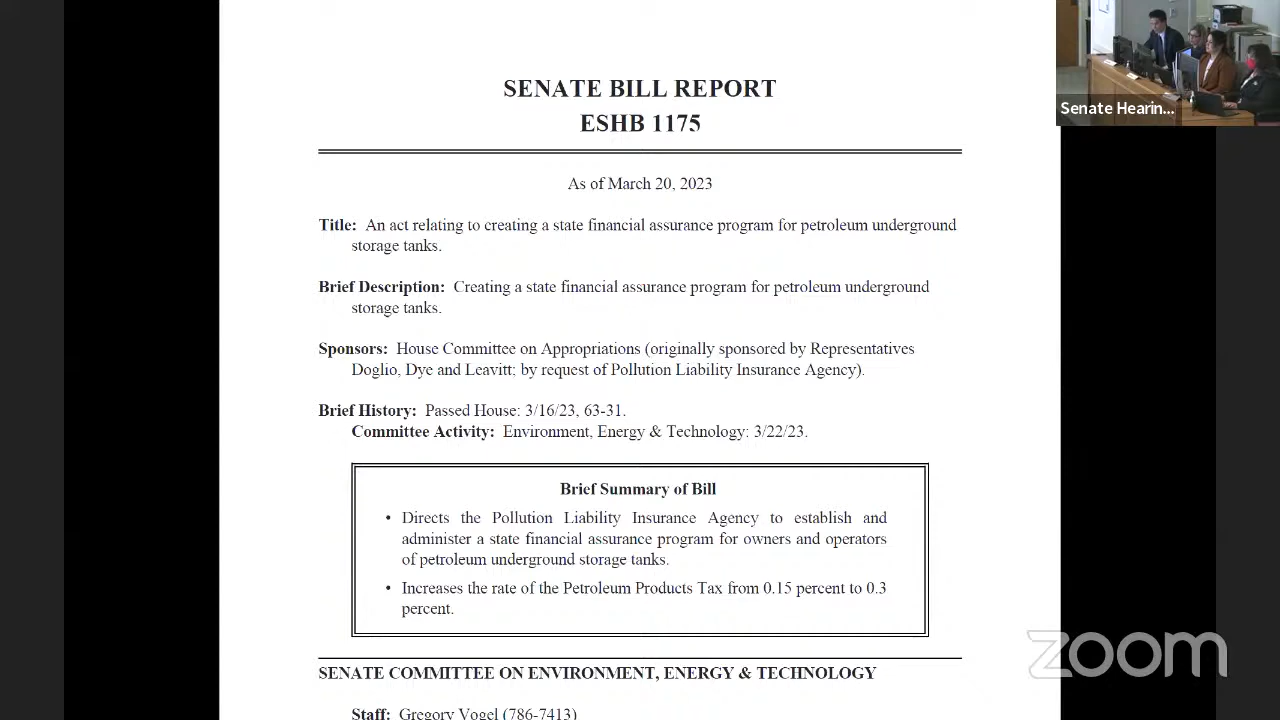 SENATE BILL REPORT
ESHB 1175
As of March 20, 2023
Title: An act relating to creating a state financial assurance program for petroleum underground
storage tanks.
Brief Description: Creating a state financial assurance program for petroleum underground
storage tanks.
Sponsors: House Committee on Appropriations (originally sponsored by Representatives
Doglio, Dye and Leavitt; by request of Pollution Liability Insurance Agency).
Brief History: Passed House: 3/16/23, 63-31.
Committee Activity: Environment, Energy & Technology: 3/22/23.
Brief Summary of Bill
• Directs the Pollution Liability Insurance Agency to establish and
administer a state financial assurance program for owners and operators
of petroleum underground storage tanks.
• Increases the rate of the Petroleum Products Tax from 0.15 percent to 0.3
percent.
SENATE COMMITTEE ON ENVIRONMENT, ENERGY & TECHNOLOGY
Staff: Gregory Vogel (786-7413)
Senate Hearin...
zoom